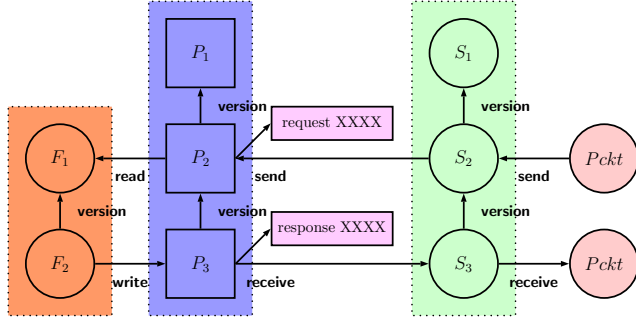 P1
S1
version
version
request XXXX
F1
P2
S2
Pckt
read
send
send
version
version
version
response XXXX
F2
P3
S3
Pckt
write
receive
receive